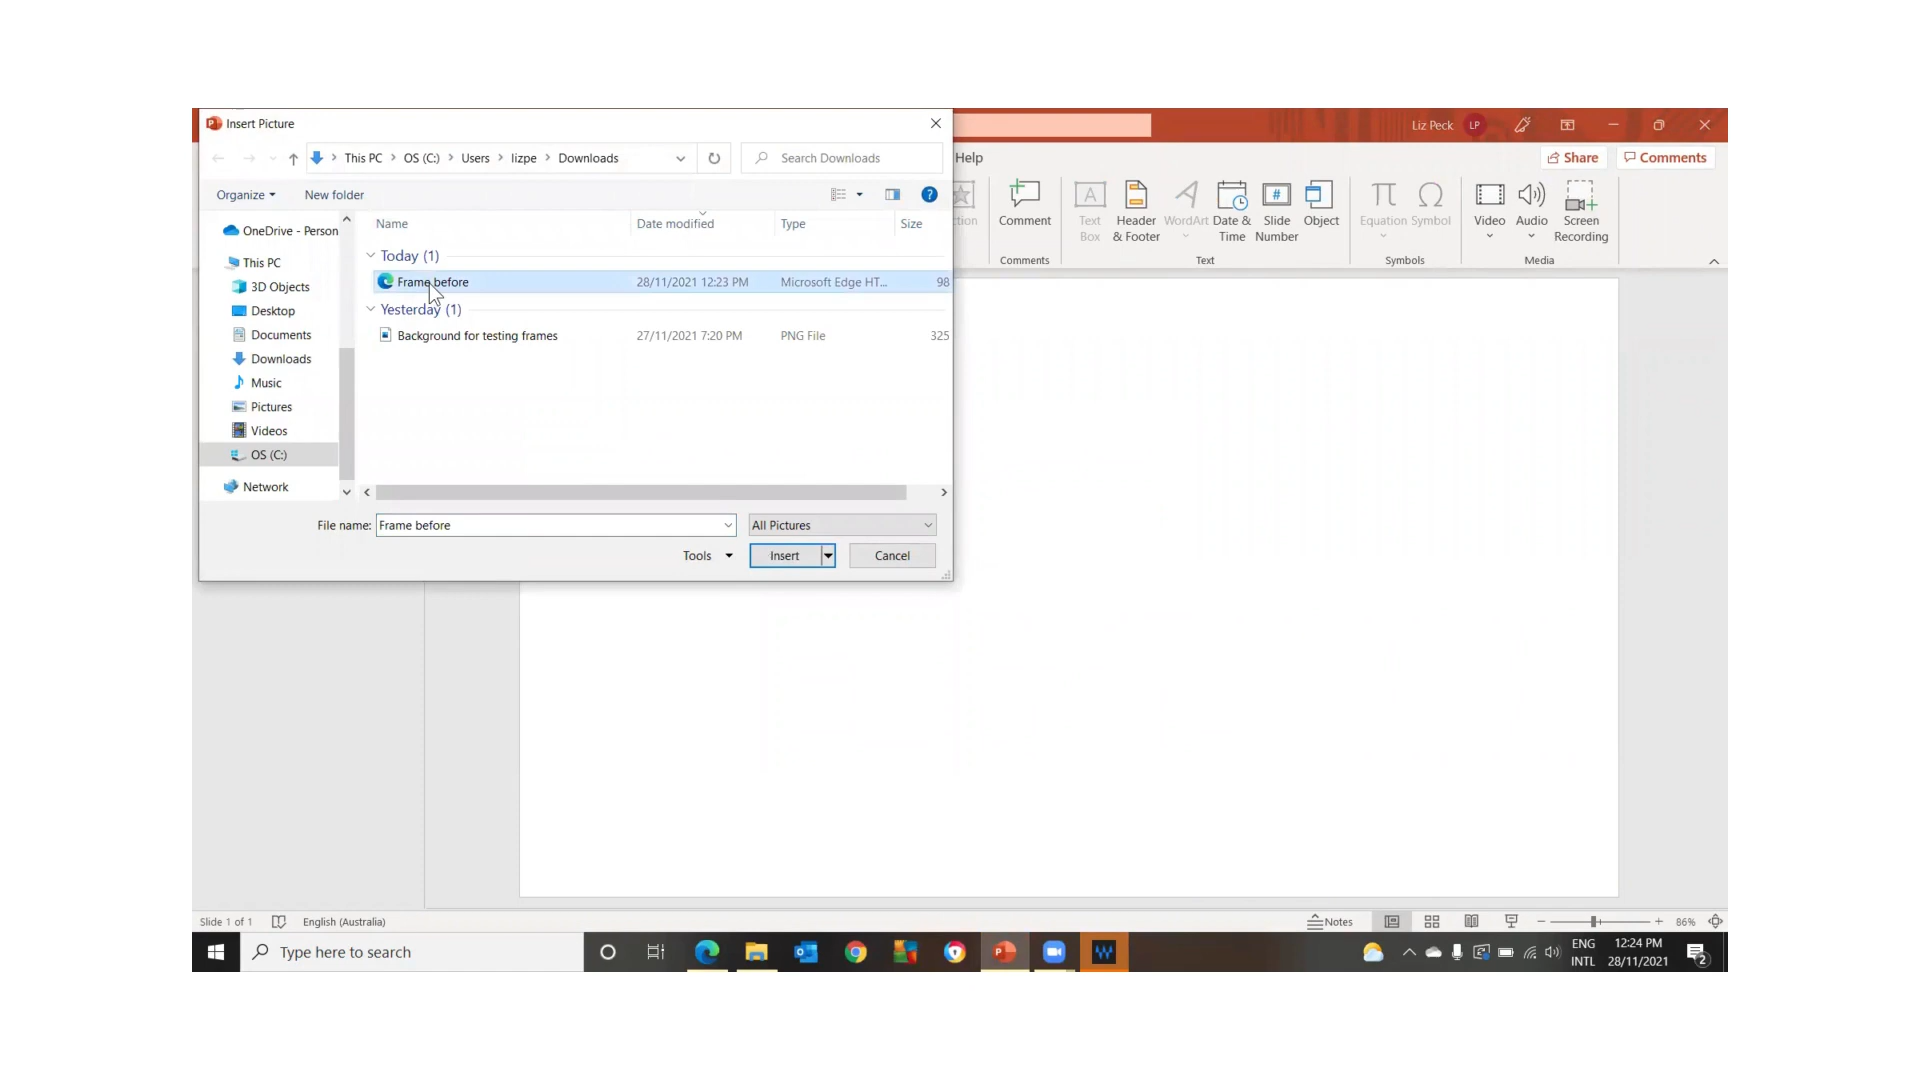 Insert Picture
Liz Peck LP
This PC > OS (C:) > Users > lizpe > Downloads
Search Downloads
Help
Share
Comments
Organize
New folder
Name
Date modified
Type
Size
OneDrive - Person
Today (1)
This PC
Frame before 28/11/2021 12:23 PM Microsoft Edge HT... 98
3D Objects
Yesterday (1)
Desktop
Documents
Background for testing frames 27/11/2021 7:20 PM PNG File 325
Downloads
Music
Pictures
Videos
OS (C:)
Network
File name: Frame before
All Pictures
Tools
Insert
Cancel
Comment
Text Box
Header & Footer
WordArt
Date & Time
Slide Number
Object
Equation
Symbol
Video
Audio
Screen Recording
Comments
Text
Symbols
Media
Slide 1 of 1
English (Australia)
Notes
86%
Type here to search
ENG
INTL
12:24 PM
28/11/2021
2